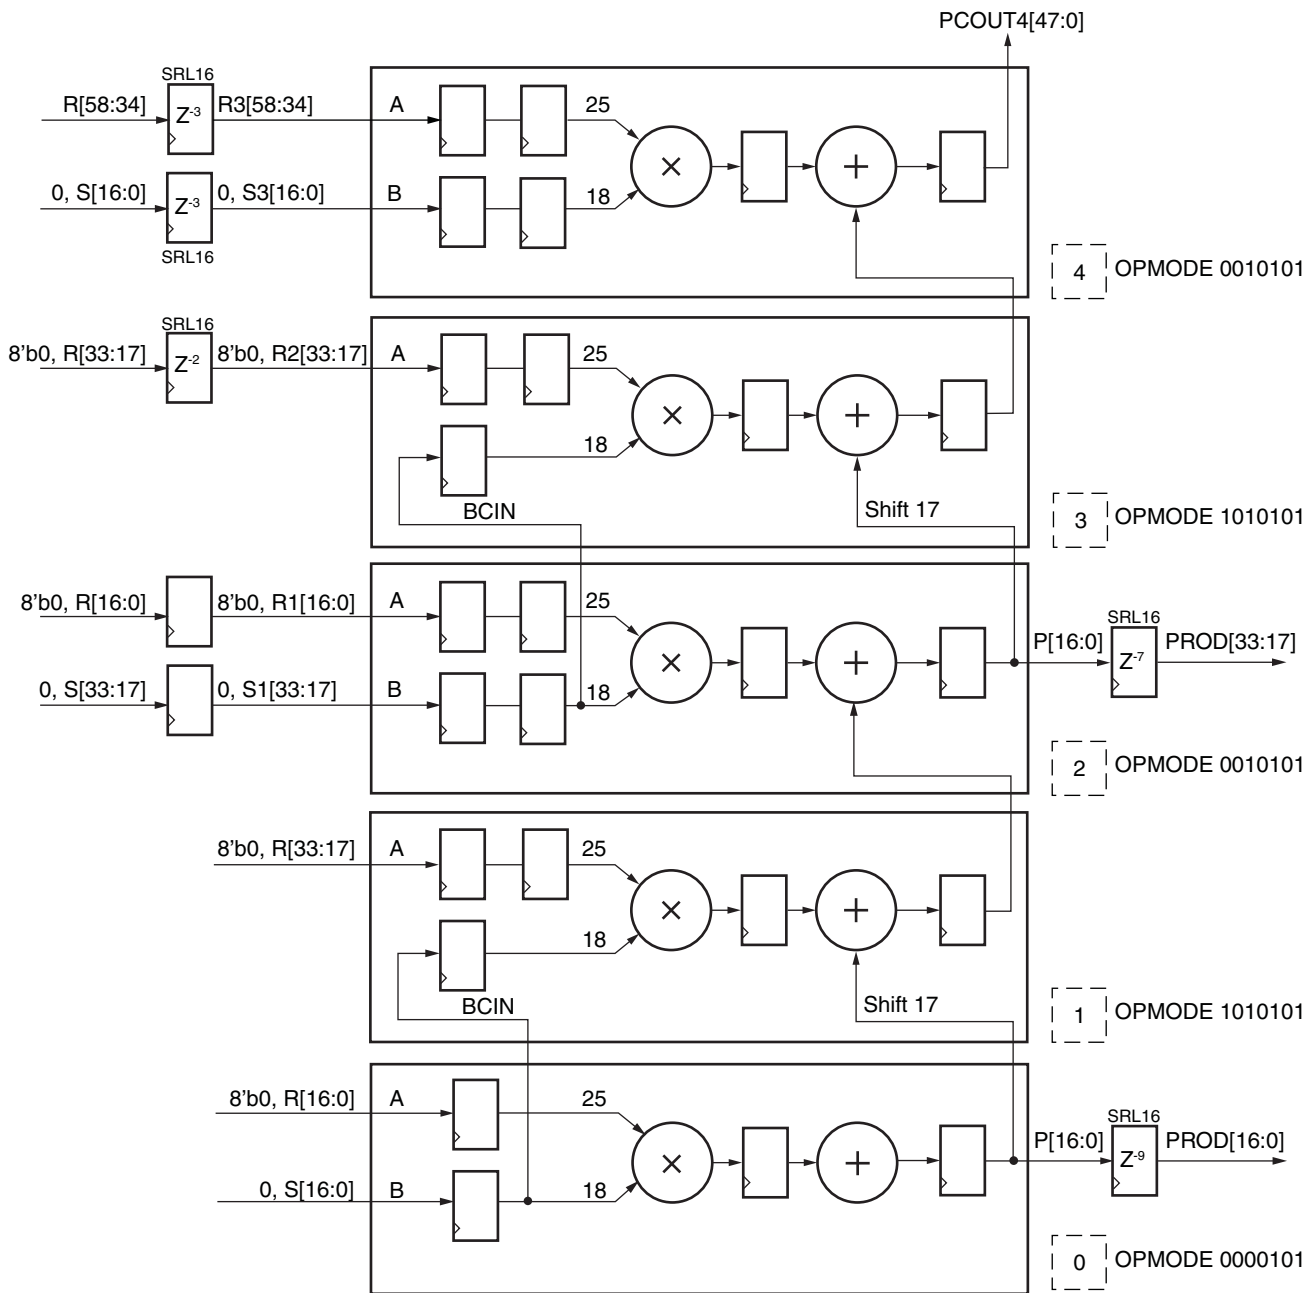 PCOUT4[47:0]
SRL16
R[58:34]
Z-3
R3[58:34]
A
25
×
+
0, S[16:0]
Z-3
0, S3[16:0]
B
18
SRL16
4
OPMODE 0010101
SRL16
8'b0, R[33:17]
Z-2
8'b0, R2[33:17]
A
25
×
+
18
BCIN
Shift 17
3
OPMODE 1010101
8'b0, R[16:0]
8'b0, R1[16:0]
A
25
×
+
P[16:0]
SRL16
Z-7
PROD[33:17]
0, S[33:17]
0, S1[33:17]
B
18
2
OPMODE 0010101
8'b0, R[33:17]
A
25
×
+
18
BCIN
Shift 17
1
OPMODE 1010101
8'b0, R[16:0]
A
25
×
+
P[16:0]
SRL16
Z-9
PROD[16:0]
0, S[16:0]
B
18
0
OPMODE 0000101